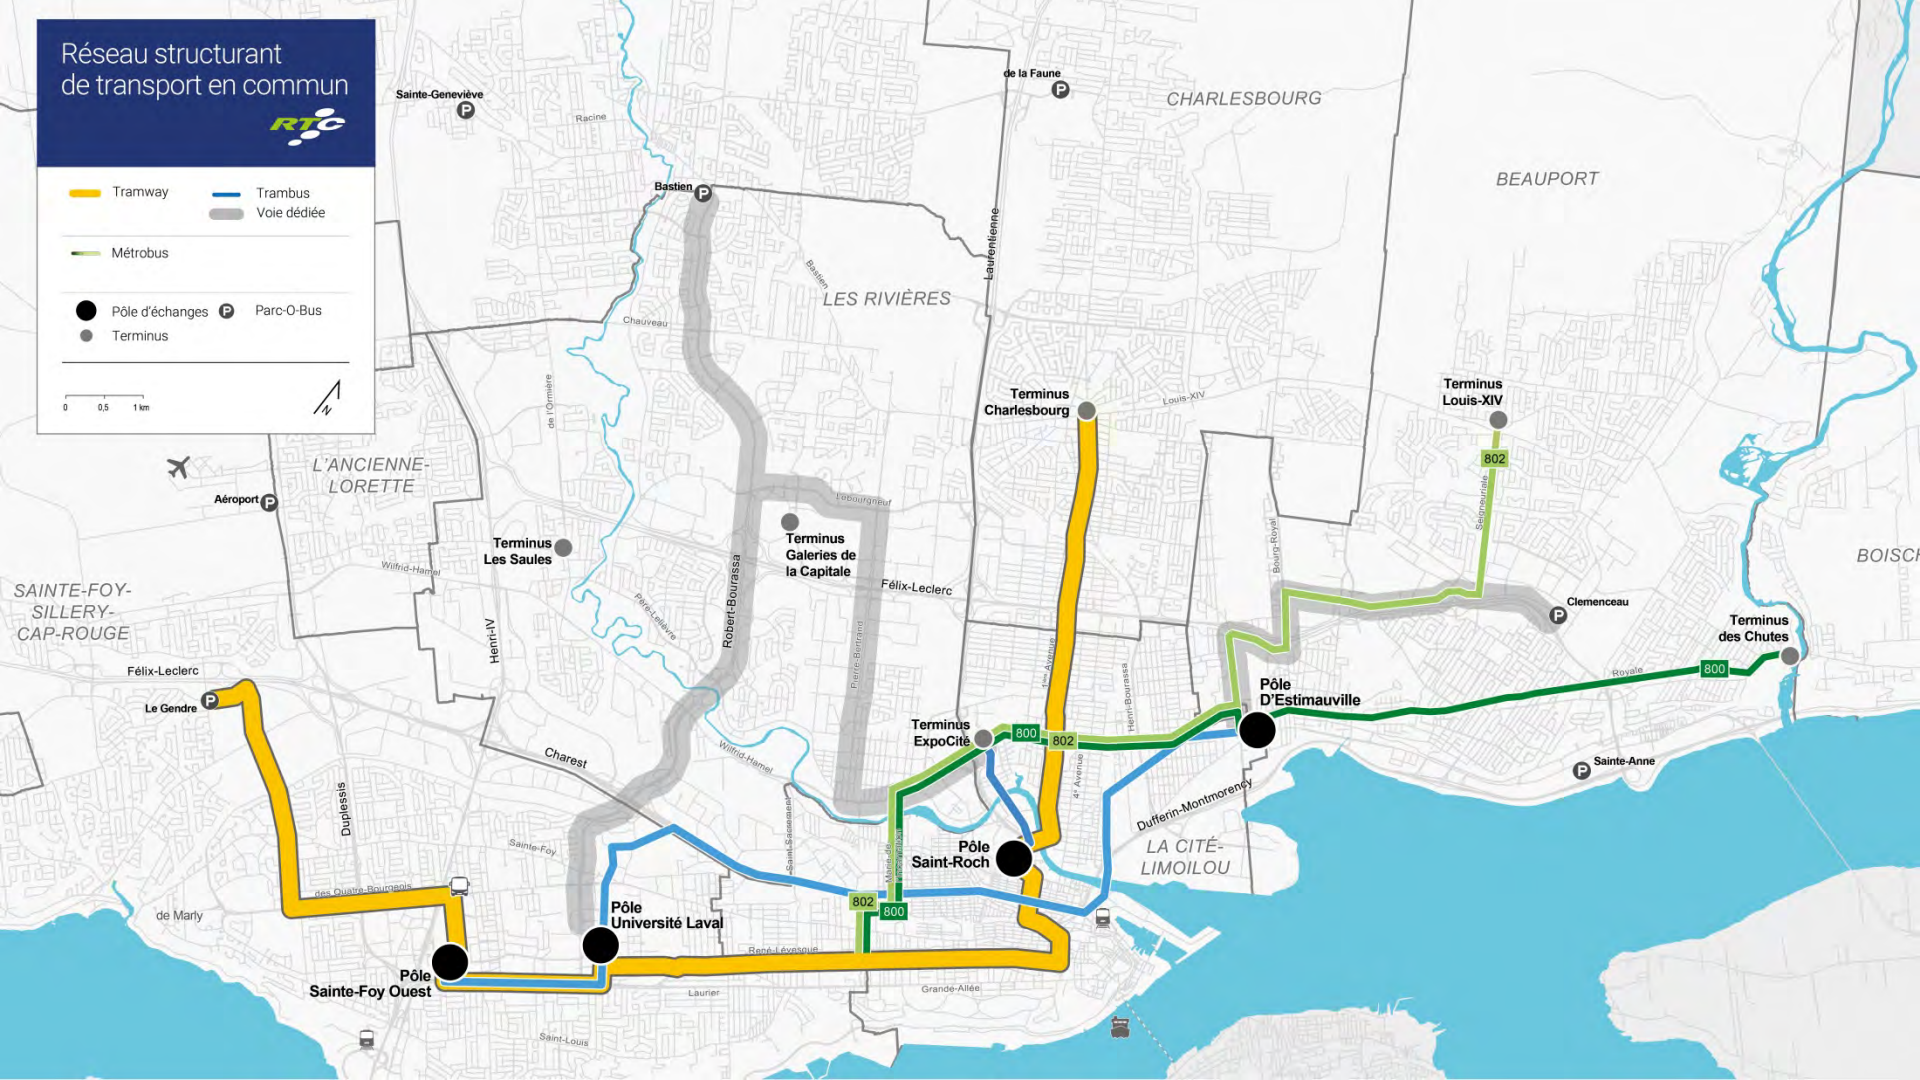 Réseau structurant
de transport en commun
RTC
Tramway
Trambus
Voie dédiée
Métrobus
Pôle d'échanges
P
Parc-O-Bus
Terminus
0
0,5
1 km
N
Sainte-Geneviève
P
Racine
de la Faune
P
CHARLESBOURG
BEAUPORT
Bastien
P
Bastien
Laurentienne
LES RIVIÈRES
Chauveau
de l'Ormière
Terminus
Charlesbourg
Louis-XIV
Terminus
Louis-XIV
802
Seigneuriale
L'ANCIENNE-
LORETTE
Aéroport
P
Lebourgneuf
Terminus
Les Saules
Terminus
Galeries de
la Capitale
Bourg-Royal
BOISCH
Wilfrid-Hamel
Robert-Bourassa
Félix-Leclerc
SAINTE-FOY-
SILLERY-
CAP-ROUGE
Père-Lelièvre
Clemenceau
P
Henri-IV
Pierre-Bertrand
1ère Avenue
Terminus
des Chutes
Félix-Leclerc
Henri-Bourassa
Royale
800
Pôle
D'Estimauville
Le Gendre
P
Terminus
ExpoCité
800
802
Charest
Wilfrid-Hamel
4e Avenue
Sainte-Anne
P
Duplessis
Dufferin-Montmorency
Saint-Sacrement
Sainte-Foy
Pôle
Saint-Roch
LA CITÉ-
LIMOILOU
des Quatre-Bourgeois
de Marly
802
800
Pôle
Université Laval
René-Lévesque
Pôle
Sainte-Foy Ouest
Laurier
Grande-Allée
Saint-Louis